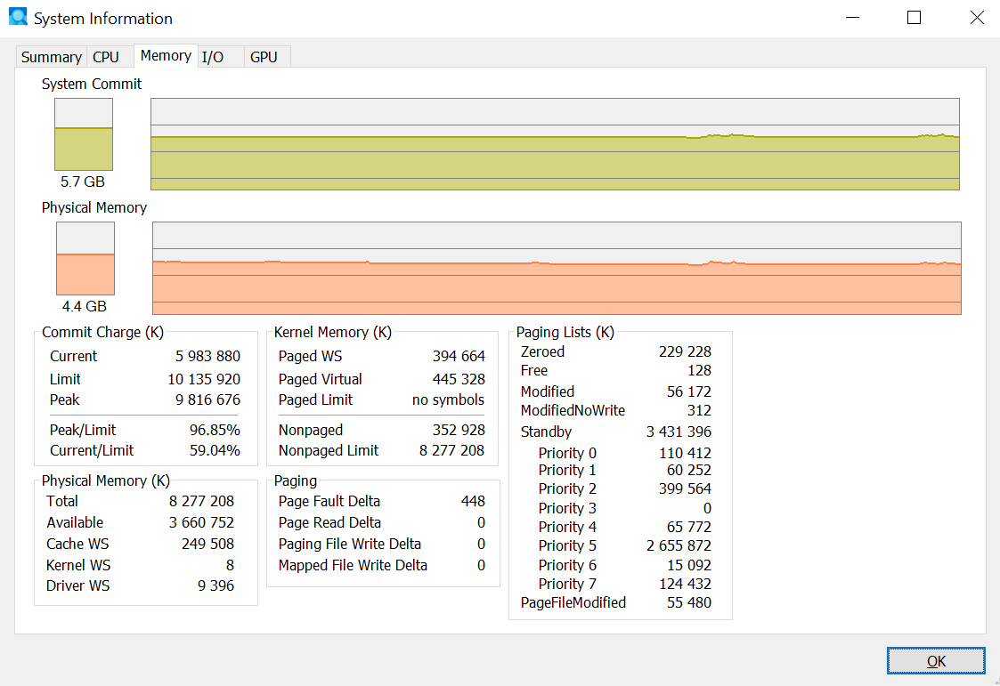 System Information
Summary CPU Memory I/O GPU
System Commit
5.7 GB
Physical Memory
4.4 GB
Commit Charge (K)
Current 5 983 880
Limit 10 135 920
Peak 9 816 676
Peak/Limit 96.85%
Current/Limit 59.04%
Physical Memory (K)
Total 8 277 208
Available 3 660 752
Cache WS 249 508
Kernel WS 8
Driver WS 9 396
Kernel Memory (K)
Paged WS 394 664
Paged Virtual 445 328
Paged Limit no symbols
Nonpaged 352 928
Nonpaged Limit 8 277 208
Paging
Page Fault Delta 448
Page Read Delta 0
Paging File Write Delta 0
Mapped File Write Delta 0
Paging Lists (K)
Zeroed 229 228
Free 128
Modified 56 172
ModifiedNoWrite 312
Standby 3 431 396
Priority 0 110 412
Priority 1 60 252
Priority 2 399 564
Priority 3 0
Priority 4 65 772
Priority 5 2 655 872
Priority 6 15 092
Priority 7 124 432
PageFileModified 55 480
OK